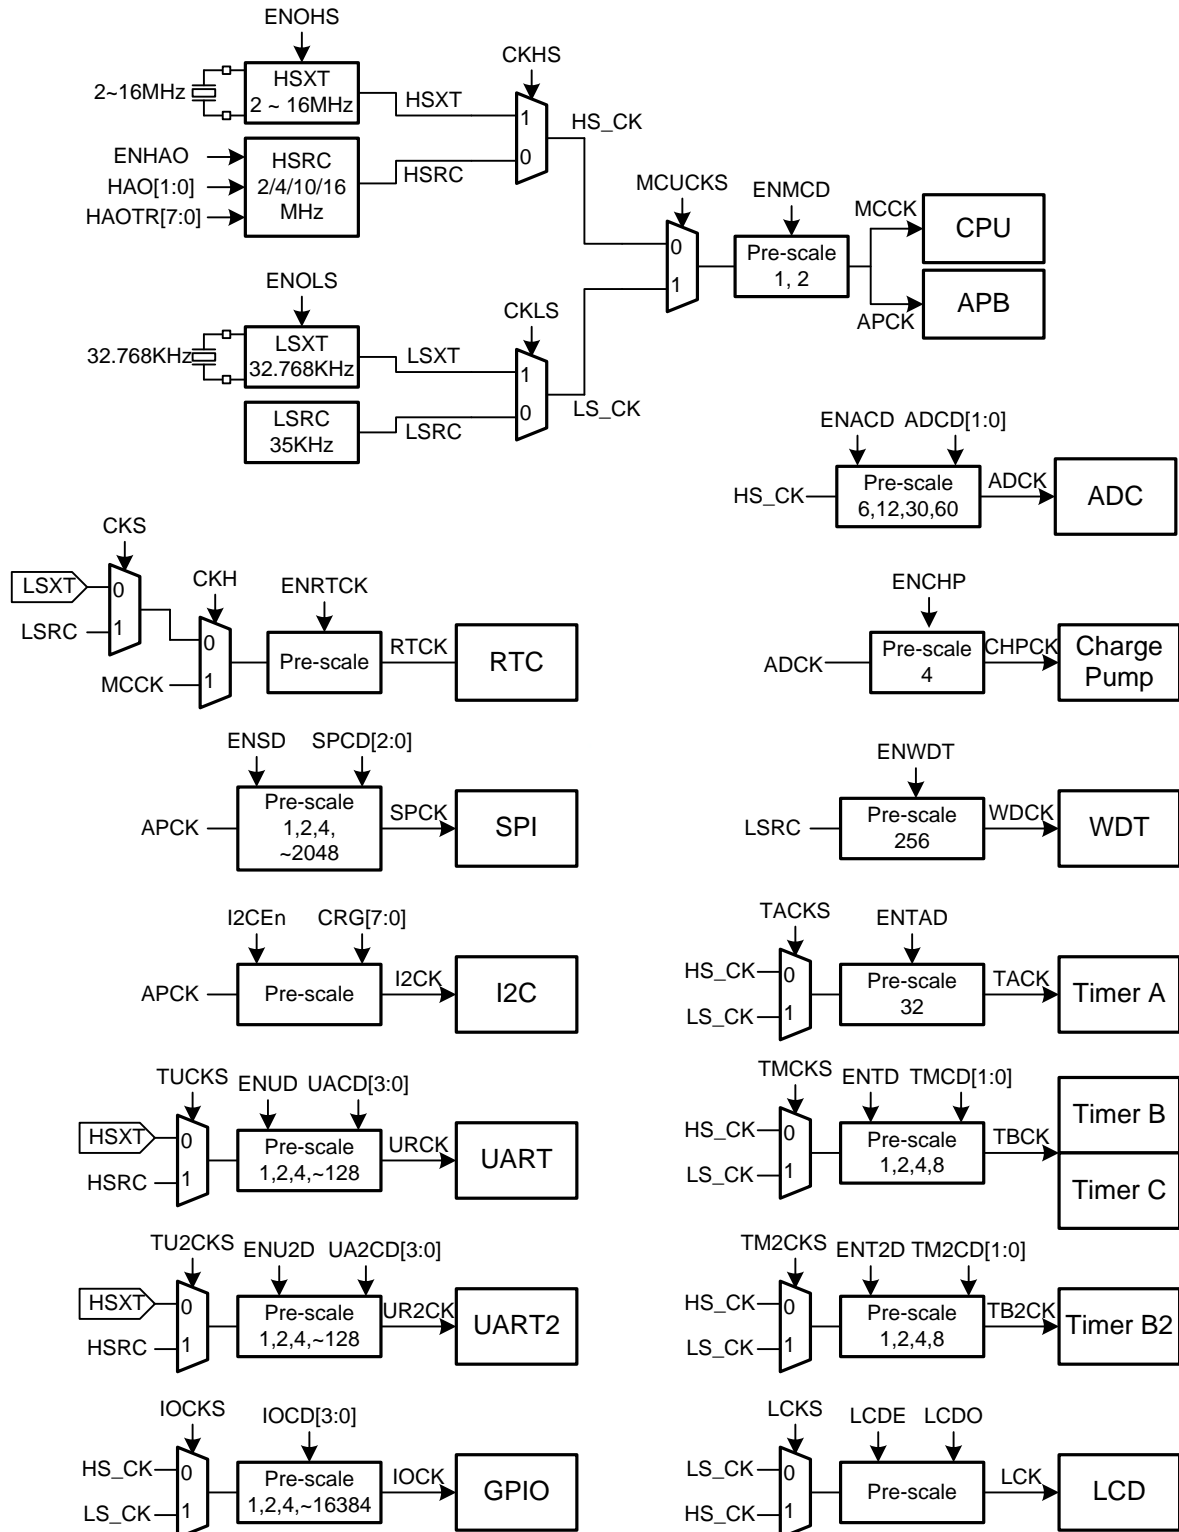 ENOHS
2~16MHz
HSXT
2 ~ 16MHz
HSXT
CKHS
1
0
HS_CK
ENHAO
HAO[1:0]
HAOTR[7:0]
HSRC
2/4/10/16
MHz
HSRC
MCUCKS
0
1
ENMCD
Pre-scale
1, 2
MCCK
CPU
APCK
APB
ENOLS
32.768KHz
LSXT
32.768KHz
LSXT
CKLS
1
0
LS_CK
LSRC
35KHz
LSRC
ENACD ADCD[1:0]
HS_CK
Pre-scale
6,12,30,60
ADCK
ADC
CKS
LSXT
0
LSRC
1
CKH
0
MCCK
1
ENRTCK
Pre-scale
RTCK
RTC
ENCHP
ADCK
Pre-scale
4
CHPCK
Charge
Pump
ENSD SPCD[2:0]
APCK
Pre-scale
1,2,4,
~2048
SPCK
SPI
ENWDT
LSRC
Pre-scale
256
WDCK
WDT
I2CEn CRG[7:0]
APCK
Pre-scale
I2CK
I2C
TACKS
ENTAD
HS_CK
0
LS_CK
1
Pre-scale
32
TACK
Timer A
TUCKS
ENUD UACD[3:0]
HSXT
0
HSRC
1
Pre-scale
1,2,4,~128
URCK
UART
TMCKS
ENTD TMCD[1:0]
HS_CK
0
LS_CK
1
Pre-scale
1,2,4,8
TBCK
Timer B
Timer C
TU2CKS
ENU2D UA2CD[3:0]
HSXT
0
HSRC
1
Pre-scale
1,2,4,~128
UR2CK
UART2
TM2CKS
ENT2D TM2CD[1:0]
HS_CK
0
LS_CK
1
Pre-scale
1,2,4,8
TB2CK
Timer B2
IOCKS
IOCD[3:0]
HS_CK
0
LS_CK
1
Pre-scale
1,2,4,~16384
IOCK
GPIO
LCKS
LCDE LCDO
LS_CK
0
HS_CK
1
Pre-scale
LCK
LCD